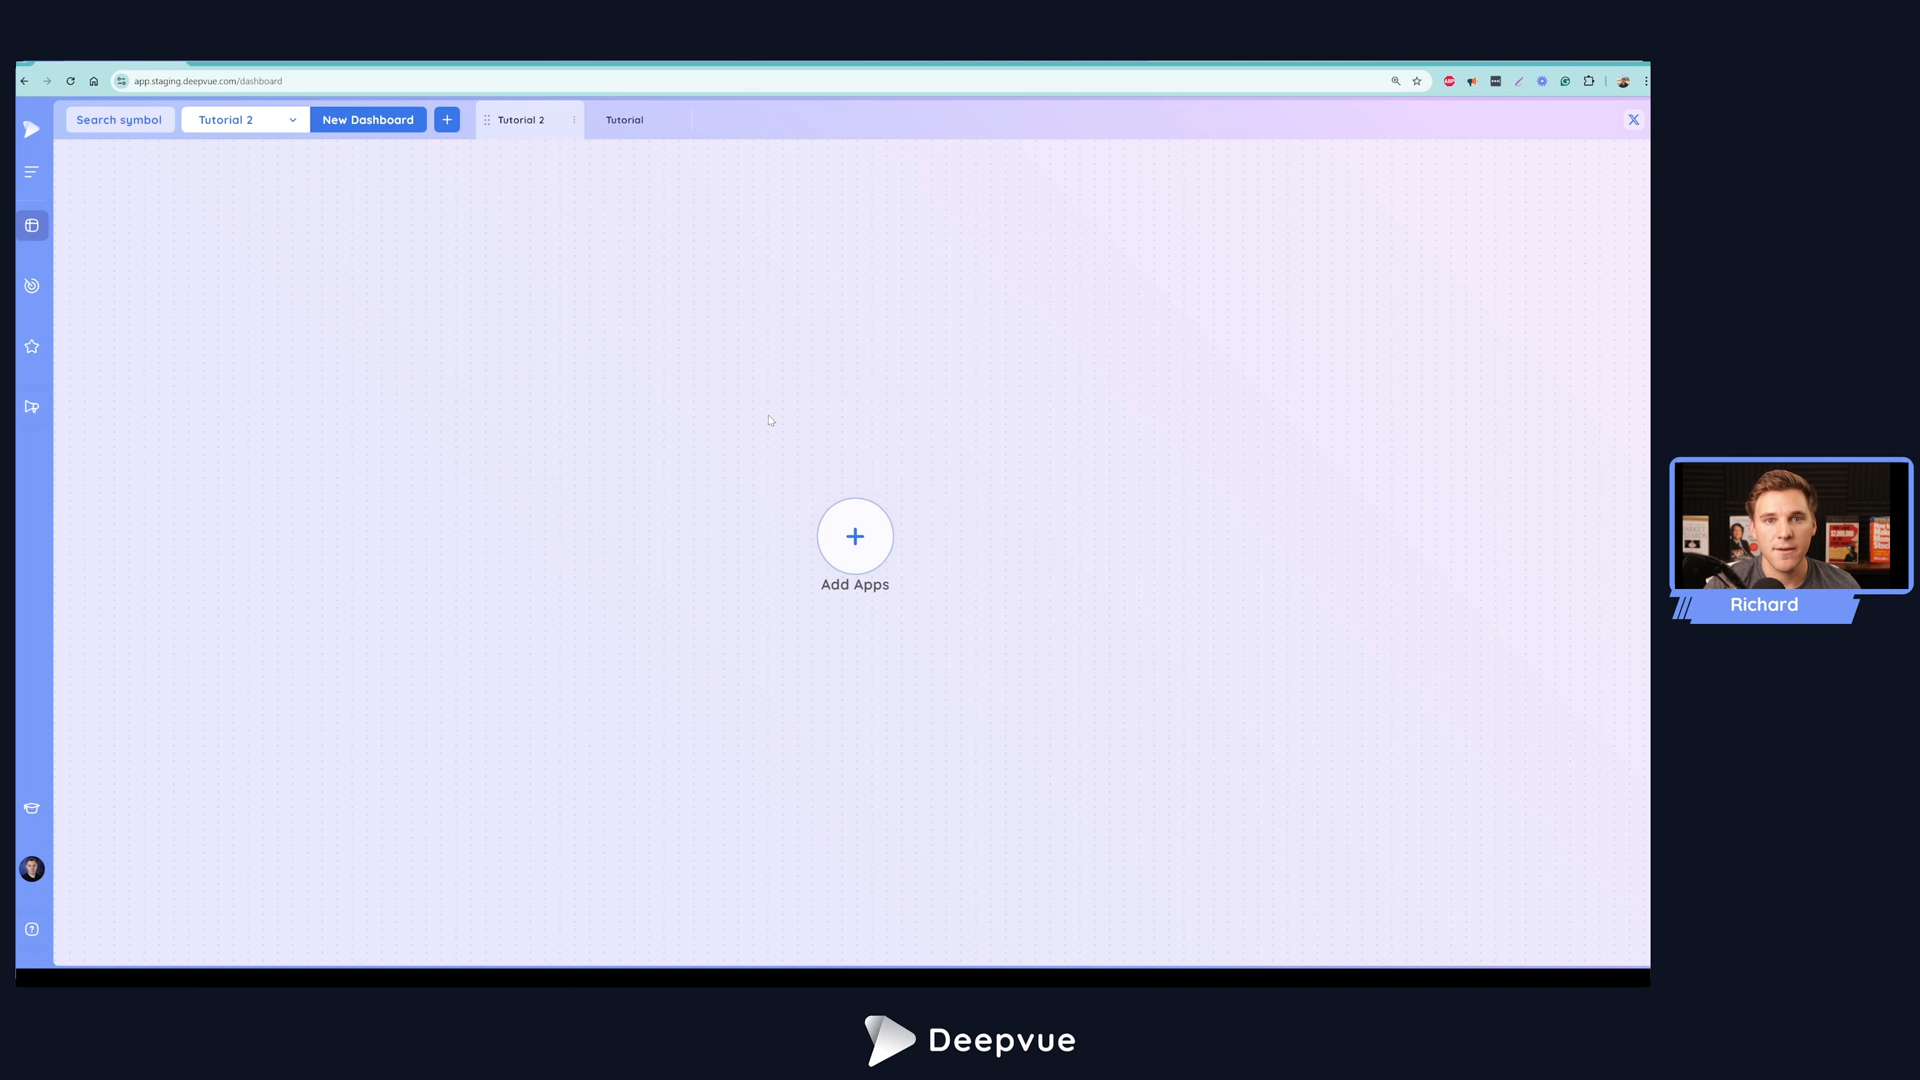 app.staging.deepvue.com/dashboard
Search symbol
Tutorial 2
New Dashboard
+
Tutorial 2
Tutorial
Add Apps
Richard
Deepvue